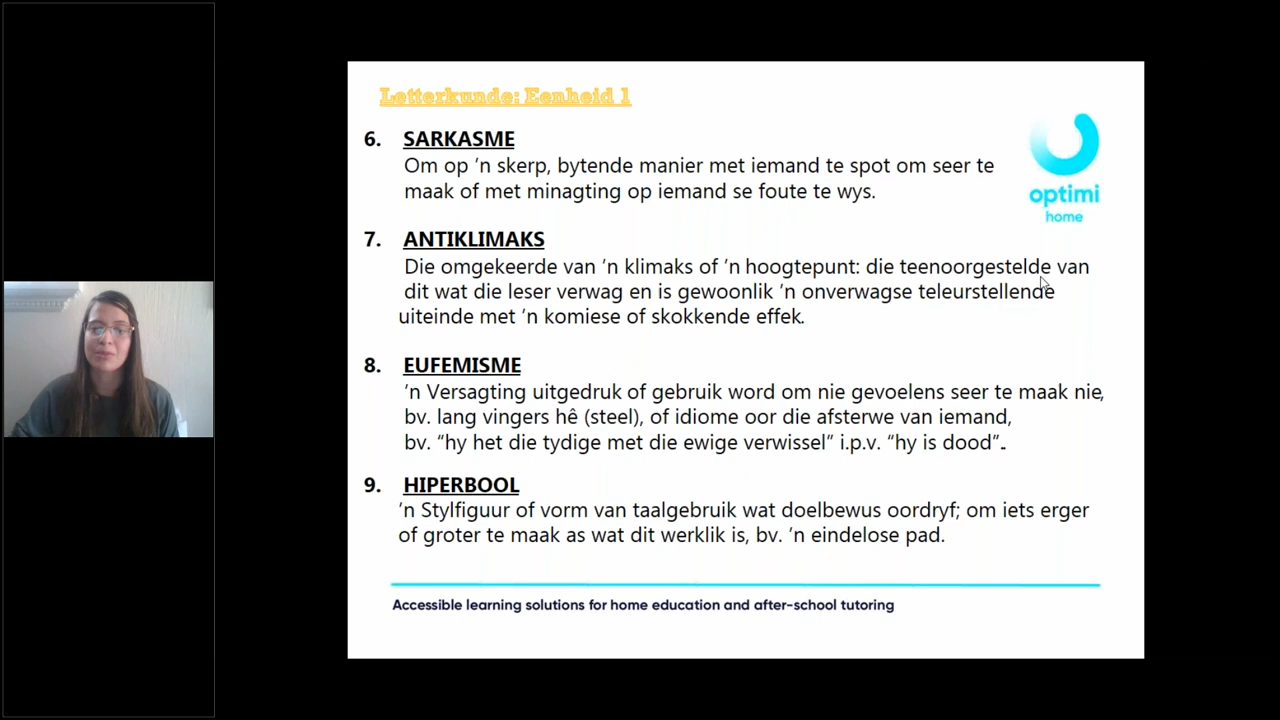 Letterkunde: Eenheid 1
6. SARKASME
Om op ’n skerp, bytende manier met iemand te spot om seer te
maak of met minagting op iemand se foute te wys.
optimi
home
7. ANTIKLIMAKS
Die omgekeerde van ’n klimaks of ’n hoogtepunt: die teenoorgestelde van
dit wat die leser verwag en is gewoonlik ’n onverwagse teleurstellende
uiteinde met ’n komiese of skokkende effek.
8. EUFEMISME
’n Versagting uitgedruk of gebruik word om nie gevoelens seer te maak nie,
bv. lang vingers hê (steel), of idiome oor die afsterwe van iemand,
bv. “hy het die tydige met die ewige verwissel” i.p.v. “hy is dood”..
9. HIPERBOOL
’n Stylfiguur of vorm van taalgebruik wat doelbewus oordryf; om iets erger
of groter te maak as wat dit werklik is, bv. ’n eindelose pad.
Accessible learning solutions for home education and after-school tutoring